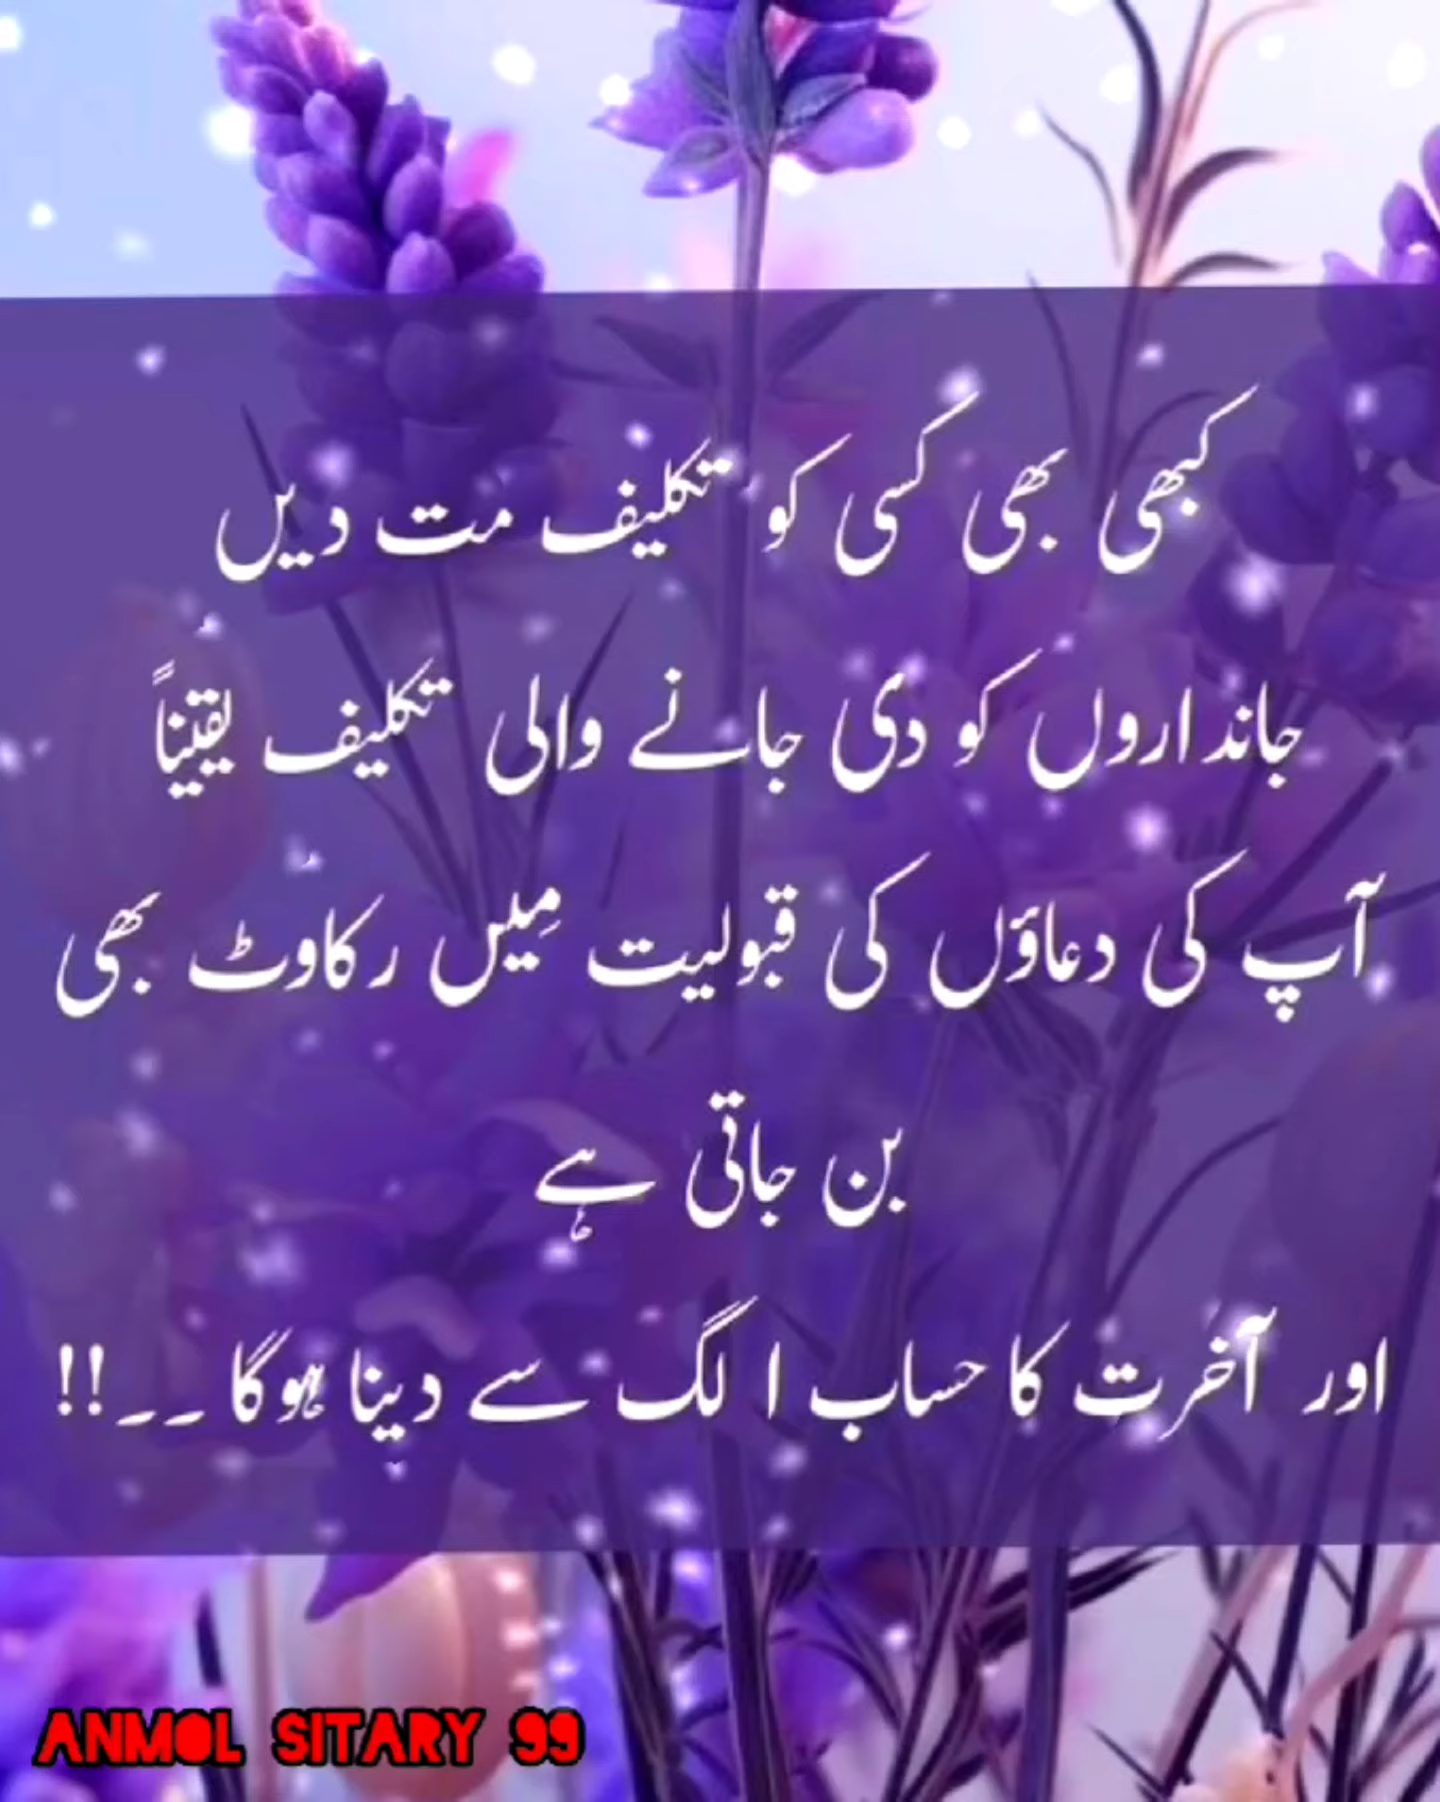 کبھی بھی کسی کو تکلیف مت دیں
جانداروں کو دی جانے والی تکلیف یقیناً
آپ کی دعاؤں کی قبولیت میں رکاوٹ بھی
بن جاتی ہے
اور آخرت کا حساب ا لگ سے دینا ہوگا ۔۔!!
ANMOL SITARY 99